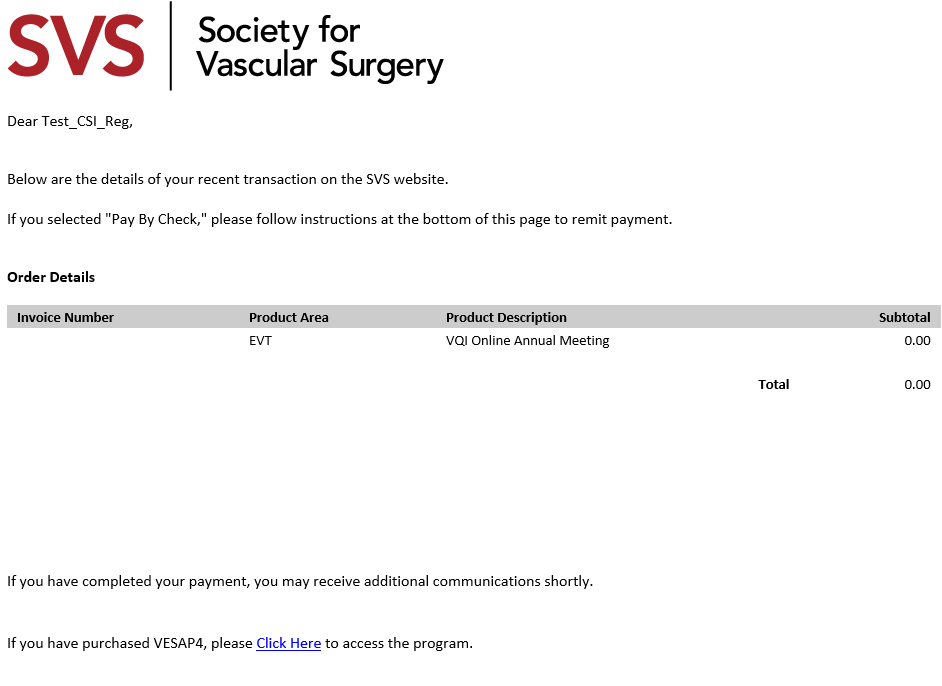 SVS
Society for
Vascular Surgery
Dear Test_CSI_Reg,
Below are the details of your recent transaction on the SVS website.
If you selected "Pay By Check," please follow instructions at the bottom of this page to remit payment.
Order Details
Invoice Number Product Area Product Description Subtotal
EVT VQI Online Annual Meeting 0.00
Total 0.00
If you have completed your payment, you may receive additional communications shortly.
If you have purchased VESAP4, please Click Here to access the program.